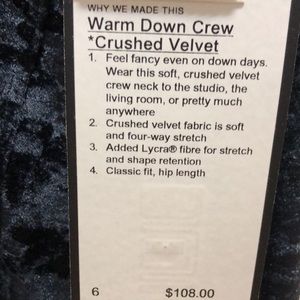 WHY WE MADE THIS
Warm Down Crew
*Crushed Velvet
1. Feel fancy even on down days.
Wear this soft, crushed velvet
crew neck to the studio, the
living room, or pretty much
anywhere
2. Crushed velvet fabric is soft
and four-way stretch
3. Added Lycra® fibre for stretch
and shape retention
4. Classic fit, hip length
6 $108.00